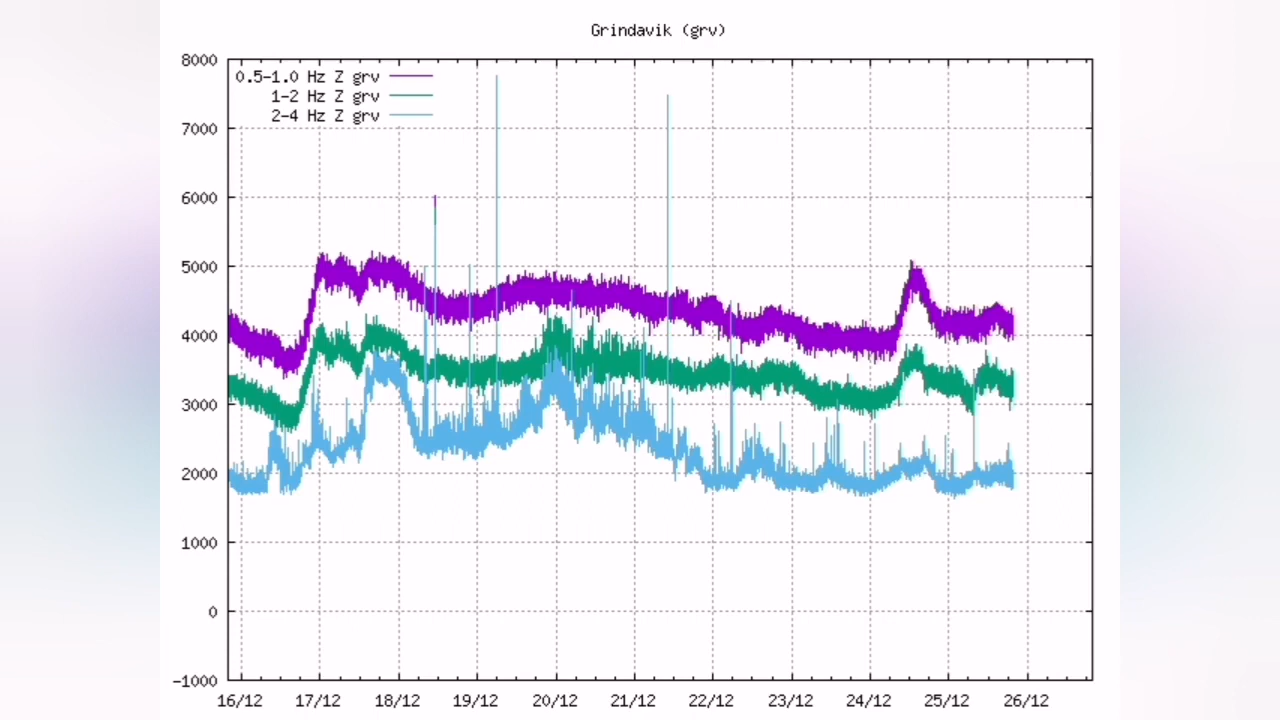 Grindavik (grv)
8000
0.5-1.0 Hz Z grv
1-2 Hz Z grv
2-4 Hz Z grv
7000
6000
5000
4000
3000
2000
1000
0
-1000
16/12 17/12 18/12 19/12 20/12 21/12 22/12 23/12 24/12 25/12 26/12